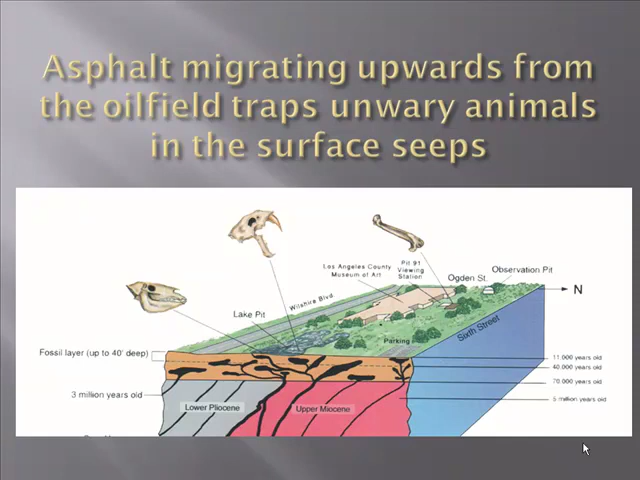 Asphalt migrating upwards from
the oilfield traps unwary animals
in the surface seeps
Los Angeles County
Museum of Art
Pit 91
Viewing
Station
Ogden St.
Observation Pit
N
Wilshire Blvd.
Lake Pit
Sixth Street
Parking
Fossil layer (up to 40' deep)
11,000 years old
40,000 years old
70,000 years old
3 million years old
5 million years old
Lower Pliocene
Upper Miocene